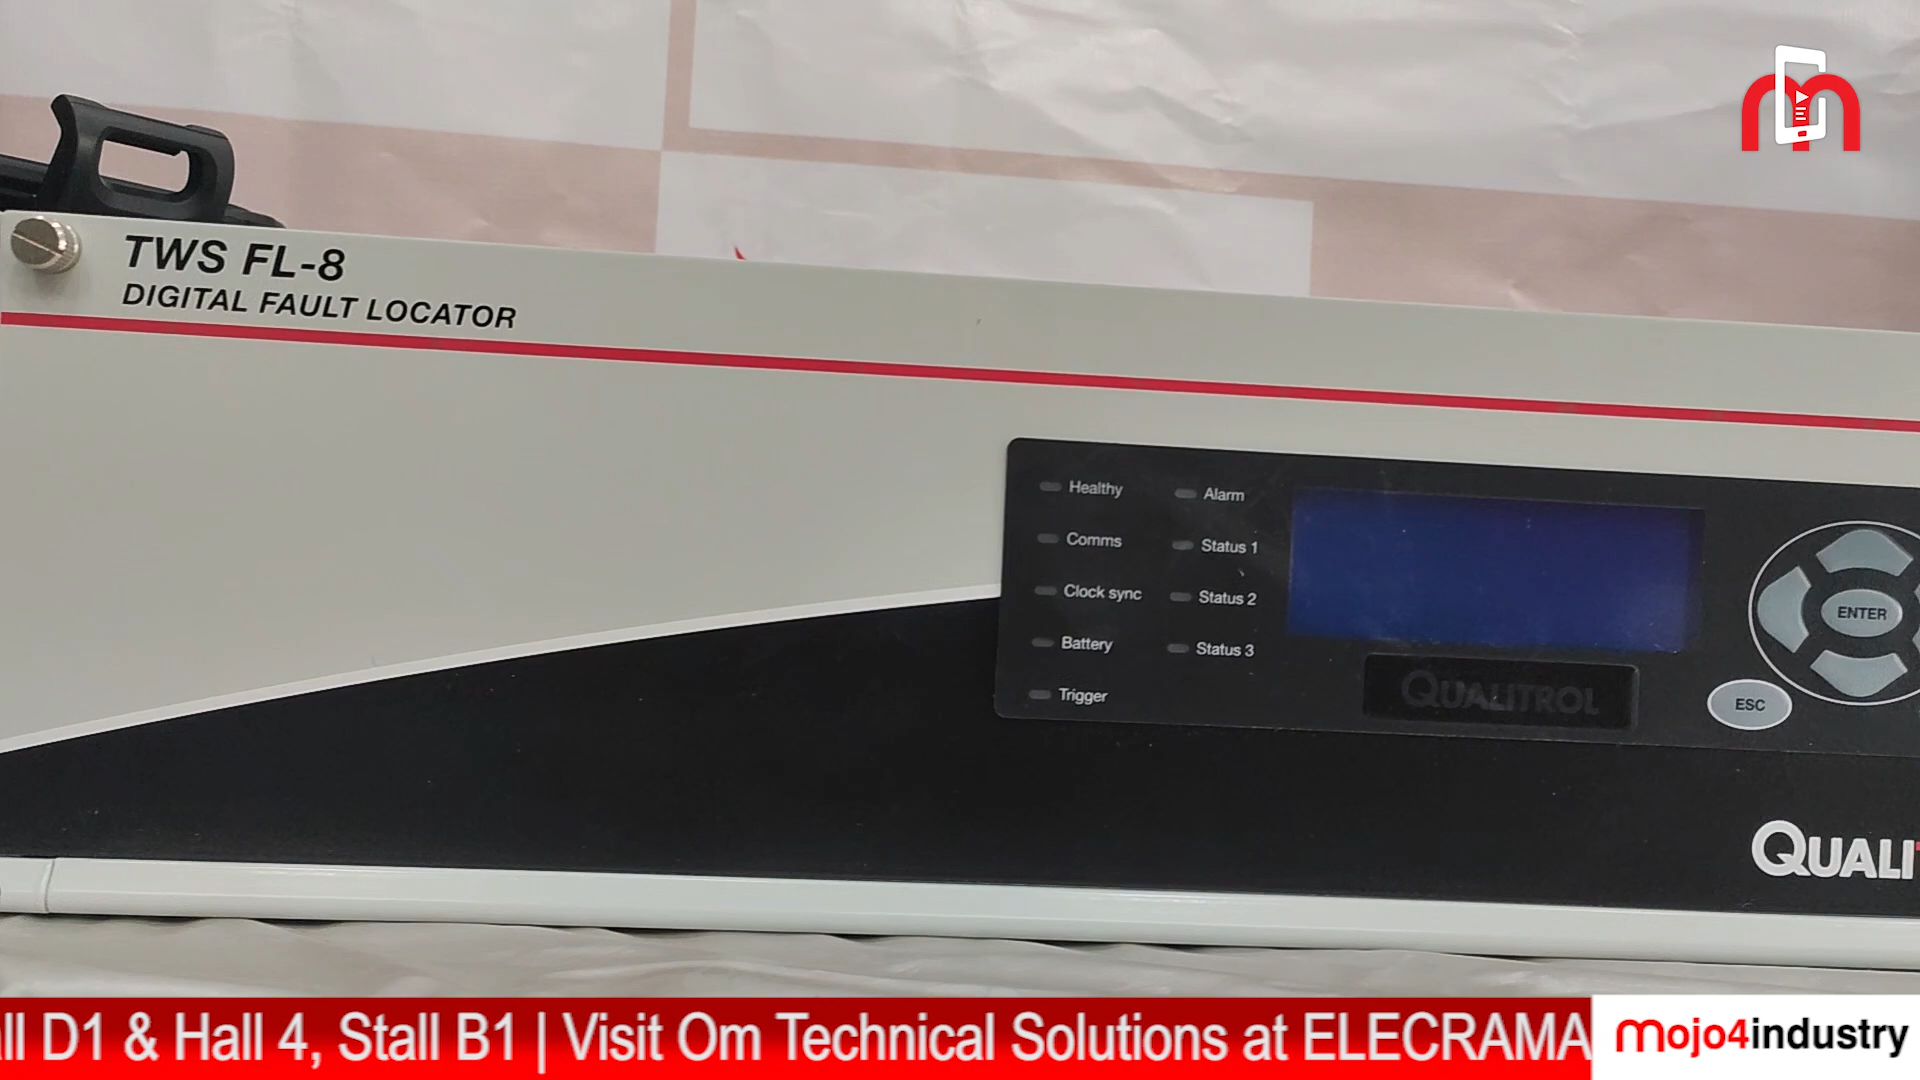 TWS FL-8
DIGITAL FAULT LOCATOR
Healthy
Alarm
Comms
Status 1
Clock sync
Status 2
Battery
Status 3
Trigger
QUALITROL
ENTER
ESC
QUALI
ll D1 & Hall 4, Stall B1 | Visit Om Technical Solutions at ELECRAMA
mojo4industry